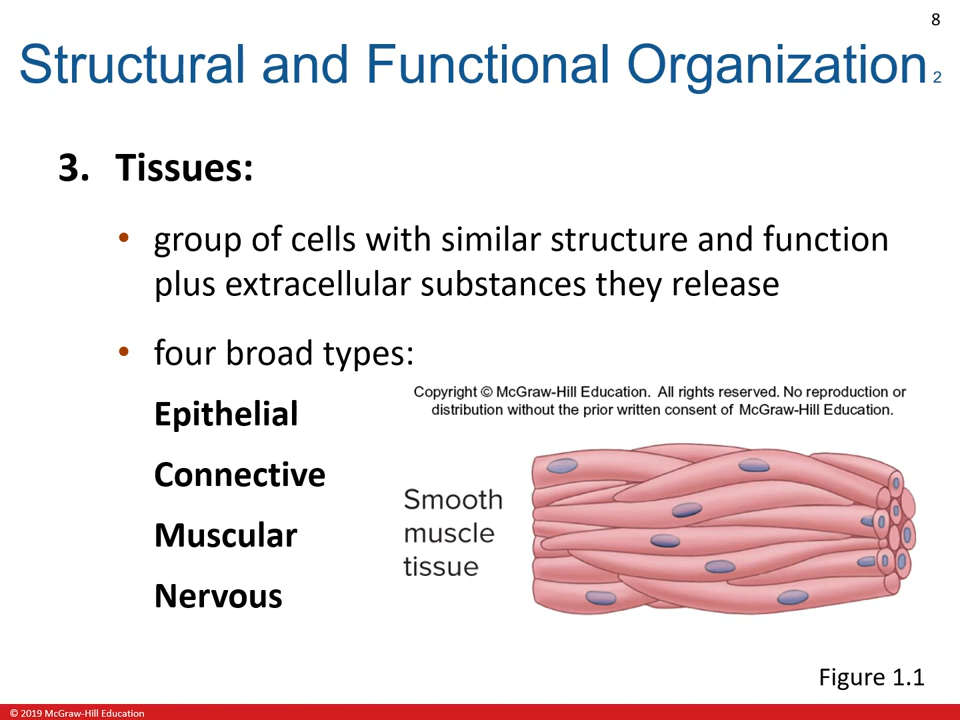 8
Structural and Functional Organization 2
3. Tissues:
• group of cells with similar structure and function
plus extracellular substances they release
• four broad types:
Epithelial
Connective
Muscular
Nervous
Copyright © McGraw-Hill Education. All rights reserved. No reproduction or
distribution without the prior written consent of McGraw-Hill Education.
Smooth
muscle
tissue
Figure 1.1
© 2019 McGraw-Hill Education